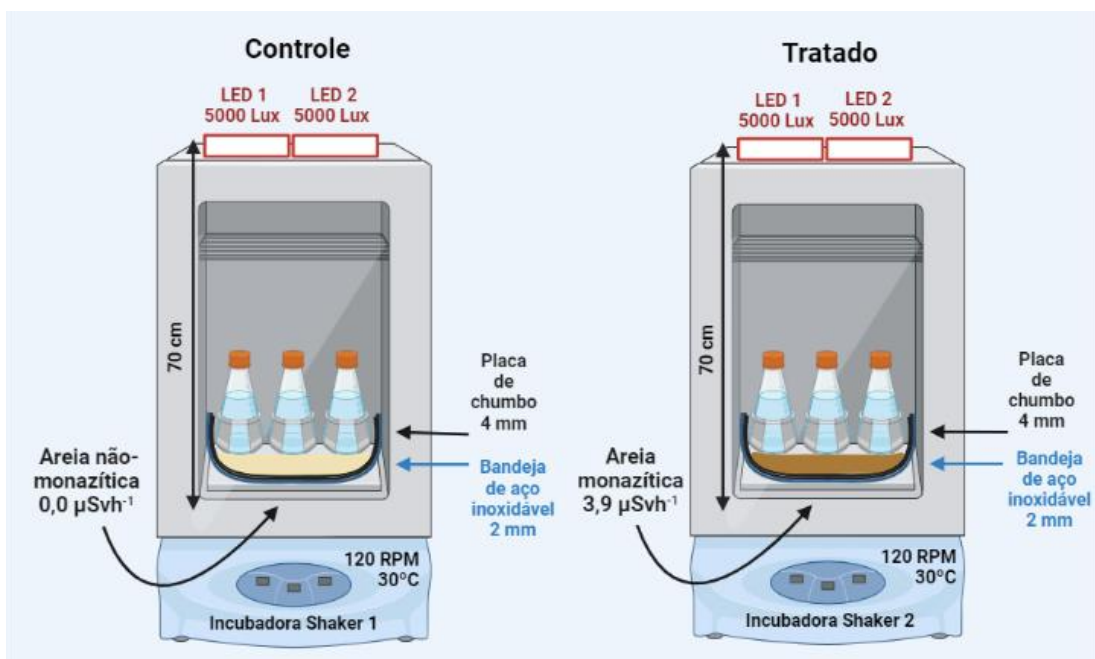 Controle
LED 1
5000 Lux
LED 2
5000 Lux
70 cm
Placa
de
chumbo
4 mm
Areia não-
monazítica
0,0 µSvh⁻¹
Bandeja
de aço
inoxidável
2 mm
120 RPM
30ºC
Incubadora Shaker 1
Tratado
LED 1
5000 Lux
LED 2
5000 Lux
70 cm
Placa
de
chumbo
4 mm
Areia
monazítica
3,9 µSvh⁻¹
Bandeja
de aço
inoxidável
2 mm
120 RPM
30ºC
Incubadora Shaker 2